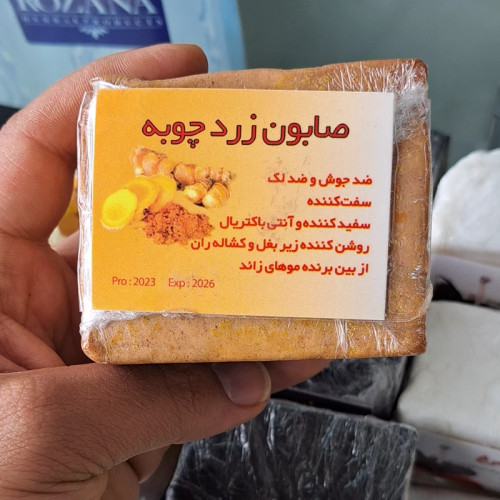 ROZANA
صابون زرد چوبه
ضد جوش و ضد لک
سفت‌کننده
سفید کننده و آنتی باکتریال
روشن کننده زیر بغل و کشاله ران
از بین برنده موهای زائد
Pro : 2023 Exp : 2026